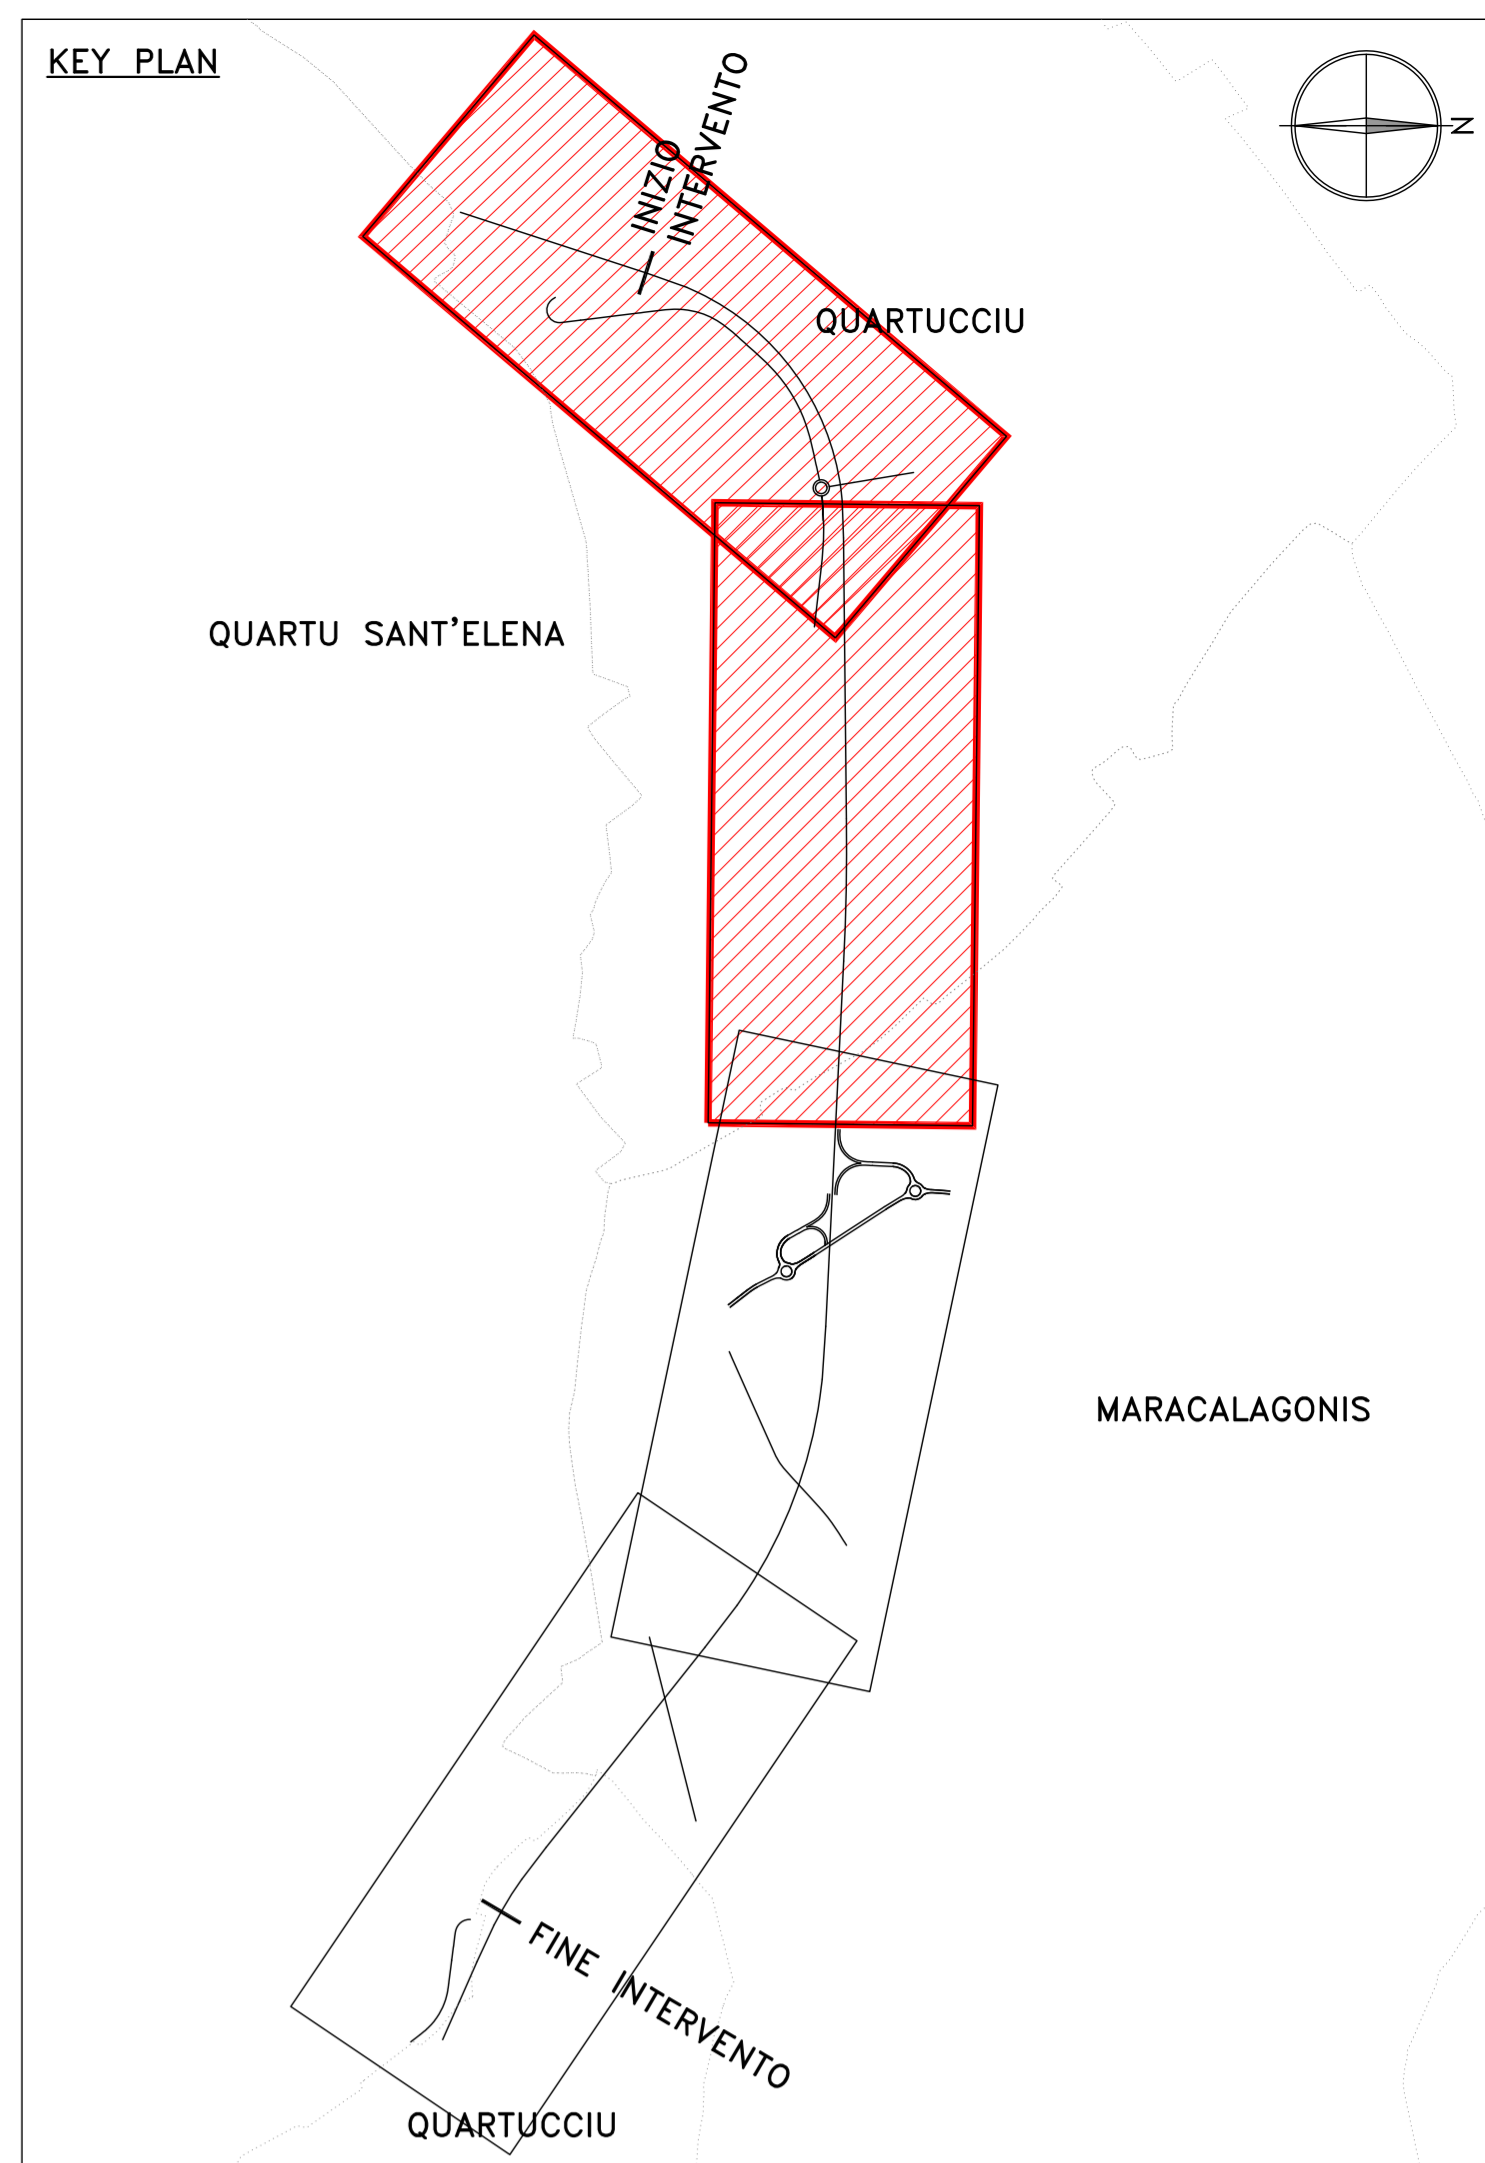 KEY PLAN
N
INIZIO
INTERVENTO
QUARTUCCIU
QUARTU SANT'ELENA
MARACALAGONIS
FINE INTERVENTO
QUARTUCCIU